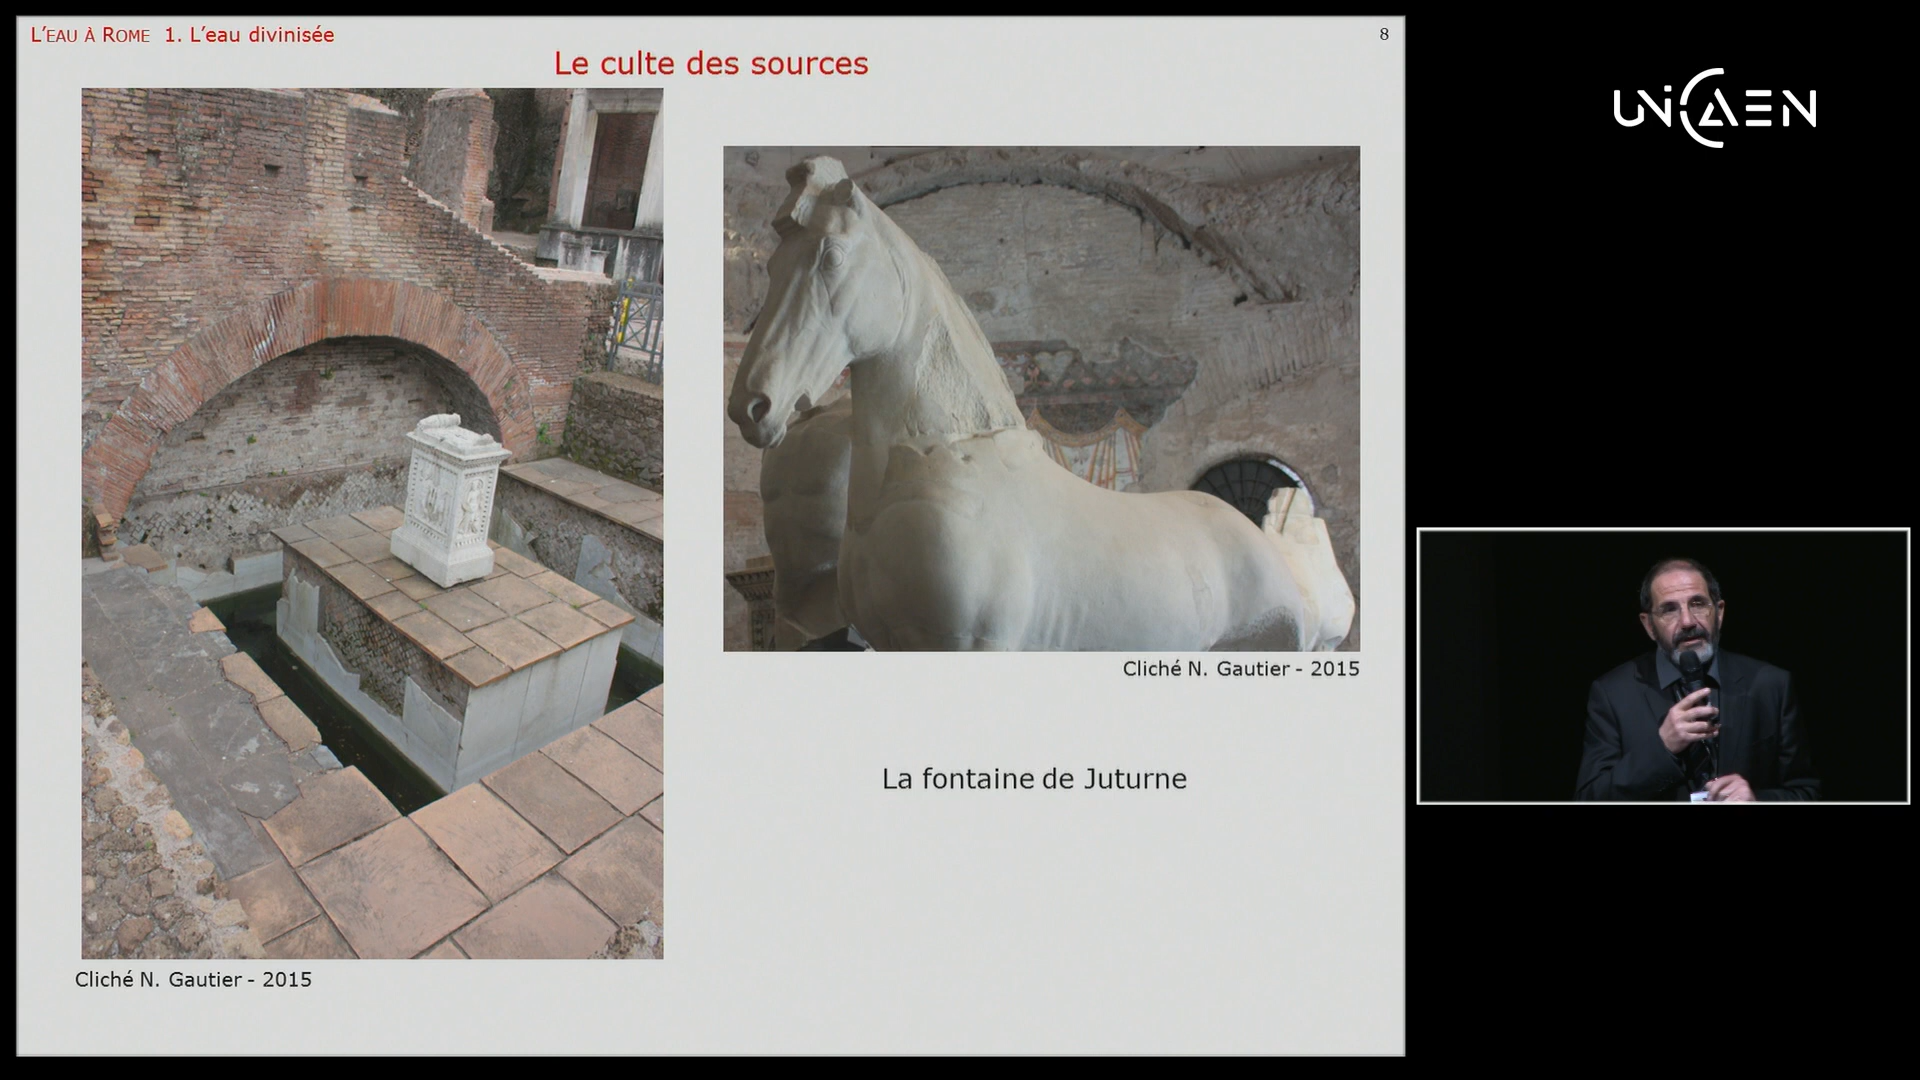 L'EAU À ROME 1. L'eau divinisée
8
Le culte des sources
UNICAEN
Cliché N. Gautier - 2015
La fontaine de Juturne
Cliché N. Gautier - 2015